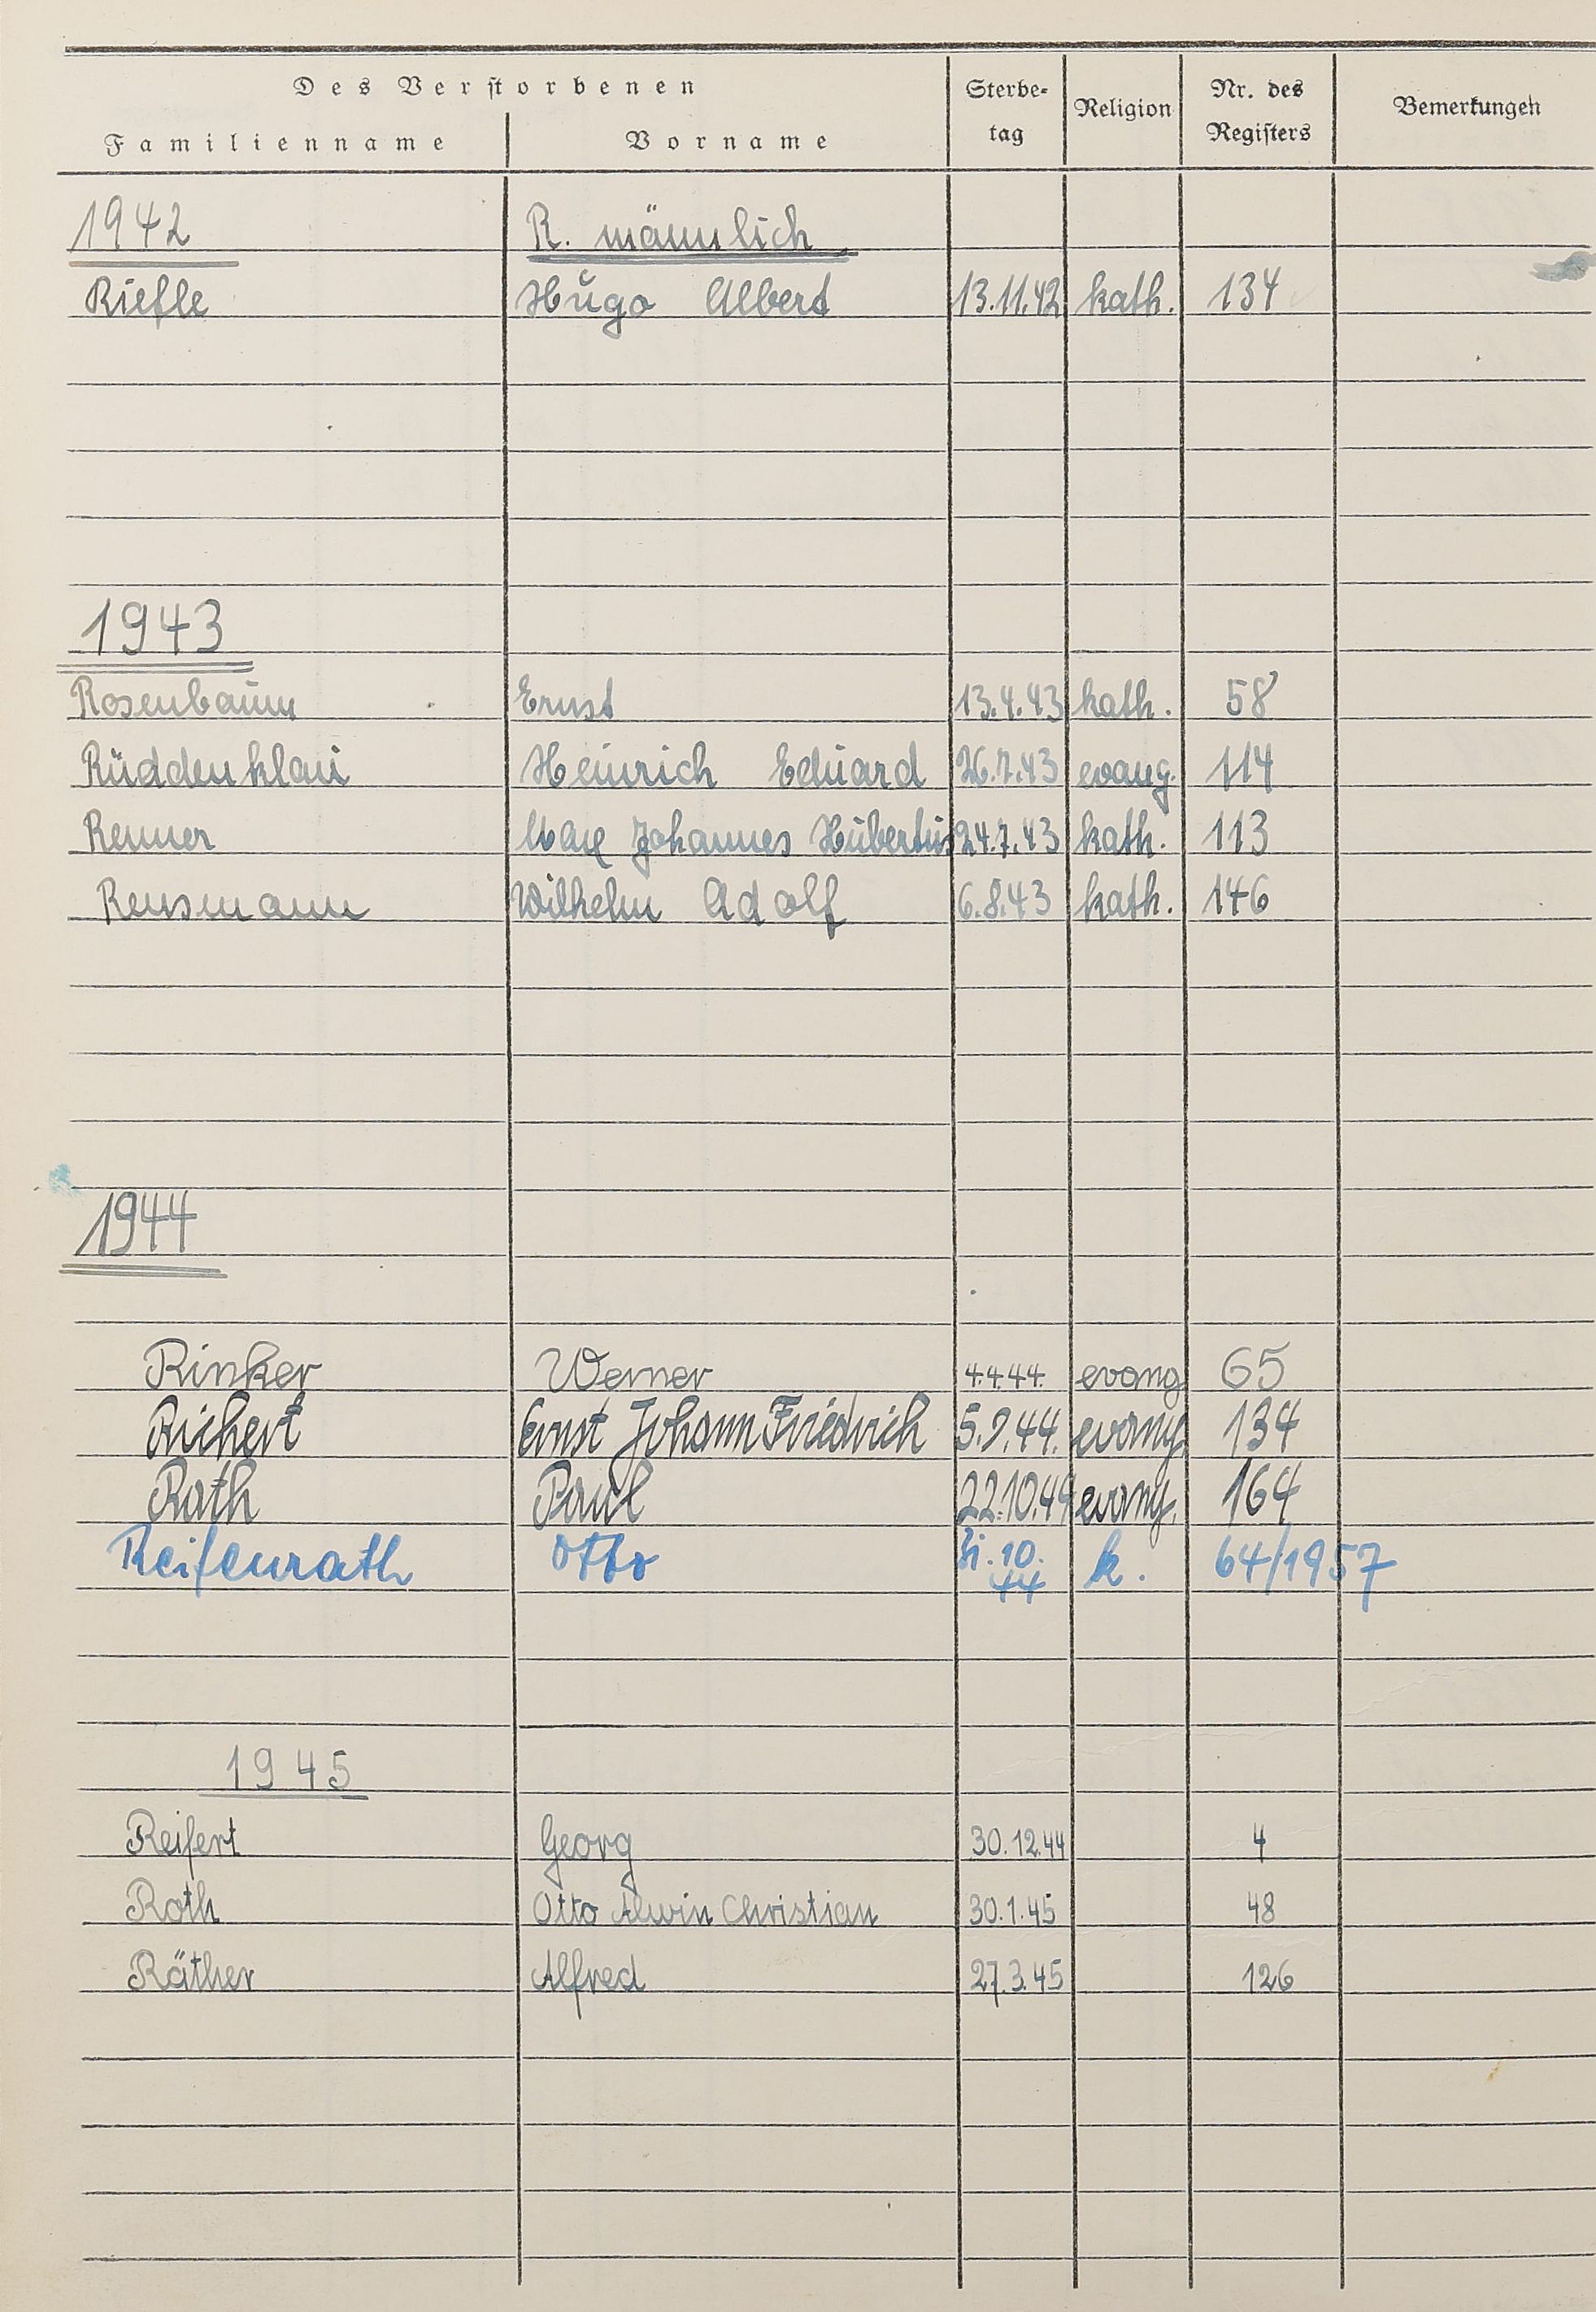 Des Verstorbenen
Familienname Vorname Sterbe-tag Religion Nr. des Registers Bemerkungen
1942 R. männlich
Riefle Hugo Albert 13.11.42 kath. 134
1943
Rosenbaum Ernst 13.4.43 kath. 58
Rüddenklau Heinrich Eduard 26.7.43 evang. 114
Renner Max Johannes Hubertus 24.7.43 kath. 113
Rensmann Wilhelm Adolf 6.8.43 kath. 146
1944
Rinker Werner 4.4.44. evang 65
Richert Ernst Johann Friedrich 5.9.44. evang 134
Rath Paul 22.10.44 evang. 164
Reifenrath Otto 10. 44 k. 64/1957
1945
Reifert Georg 30.12.44 4
Roth Otto Alwin Christian 30.1.45 48
Räther Alfred 27.3.45 126